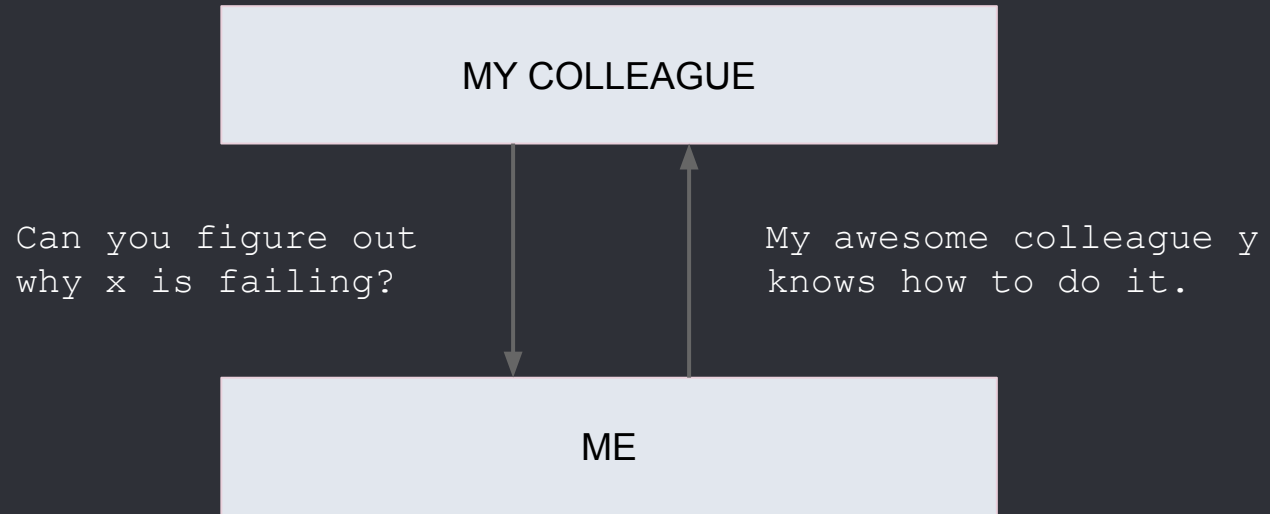 MY COLLEAGUE
Can you figure out
why x is failing?
My awesome colleague y
knows how to do it.
ME